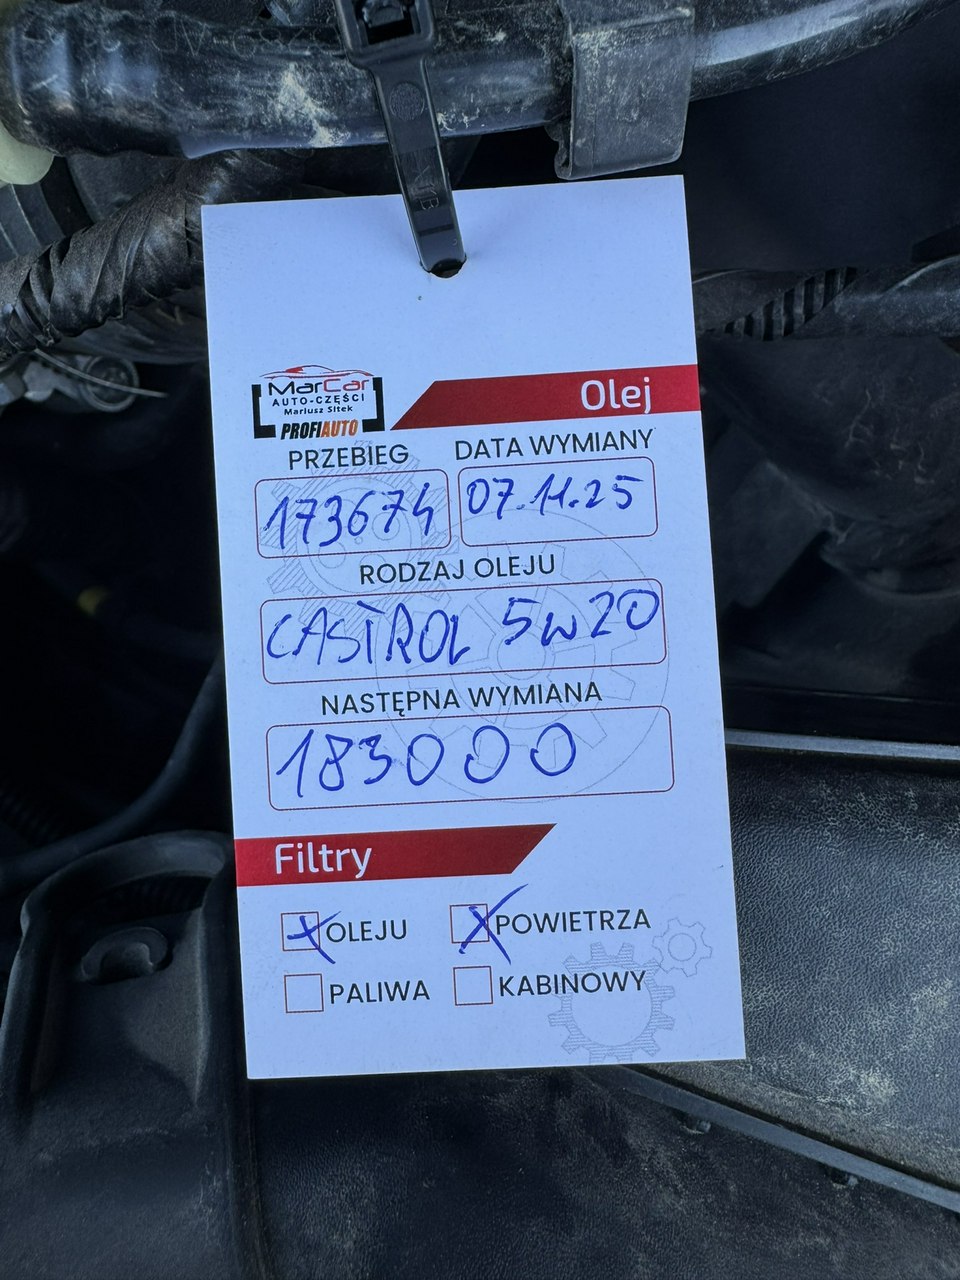 MarCar
AUTO-CZĘŚCI
Mariusz Sitek
PROFIAUTO
Olej
PRZEBIEG DATA WYMIANY
173674 07.11.25
RODZAJ OLEJU
CASTROL 5W20
NASTĘPNA WYMIANA
183000
Filtry
OLEJU POWIETRZA
PALIWA KABINOWY